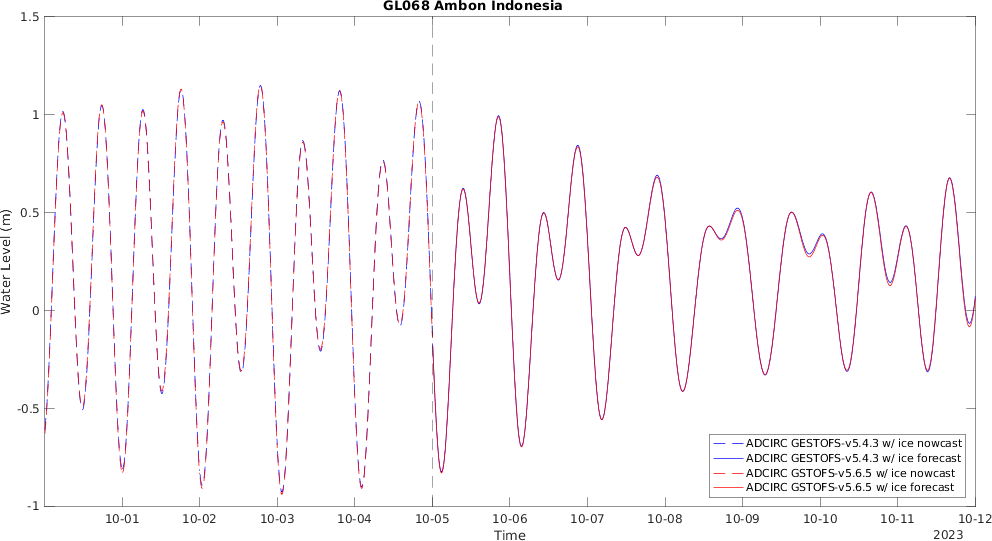 GL068 Ambon Indonesia
1.5
1
0.5
0
-0.5
-1
Water Level (m)
10-01 10-02 10-03 10-04 10-05 10-06 10-07 10-08 10-09 10-10 10-11 10-12
Time
2023
ADCIRC GESTOFS-v5.4.3 w/ ice nowcast
ADCIRC GESTOFS-v5.4.3 w/ ice forecast
ADCIRC GSTOFS-v5.6.5 w/ ice nowcast
ADCIRC GSTOFS-v5.6.5 w/ ice forecast